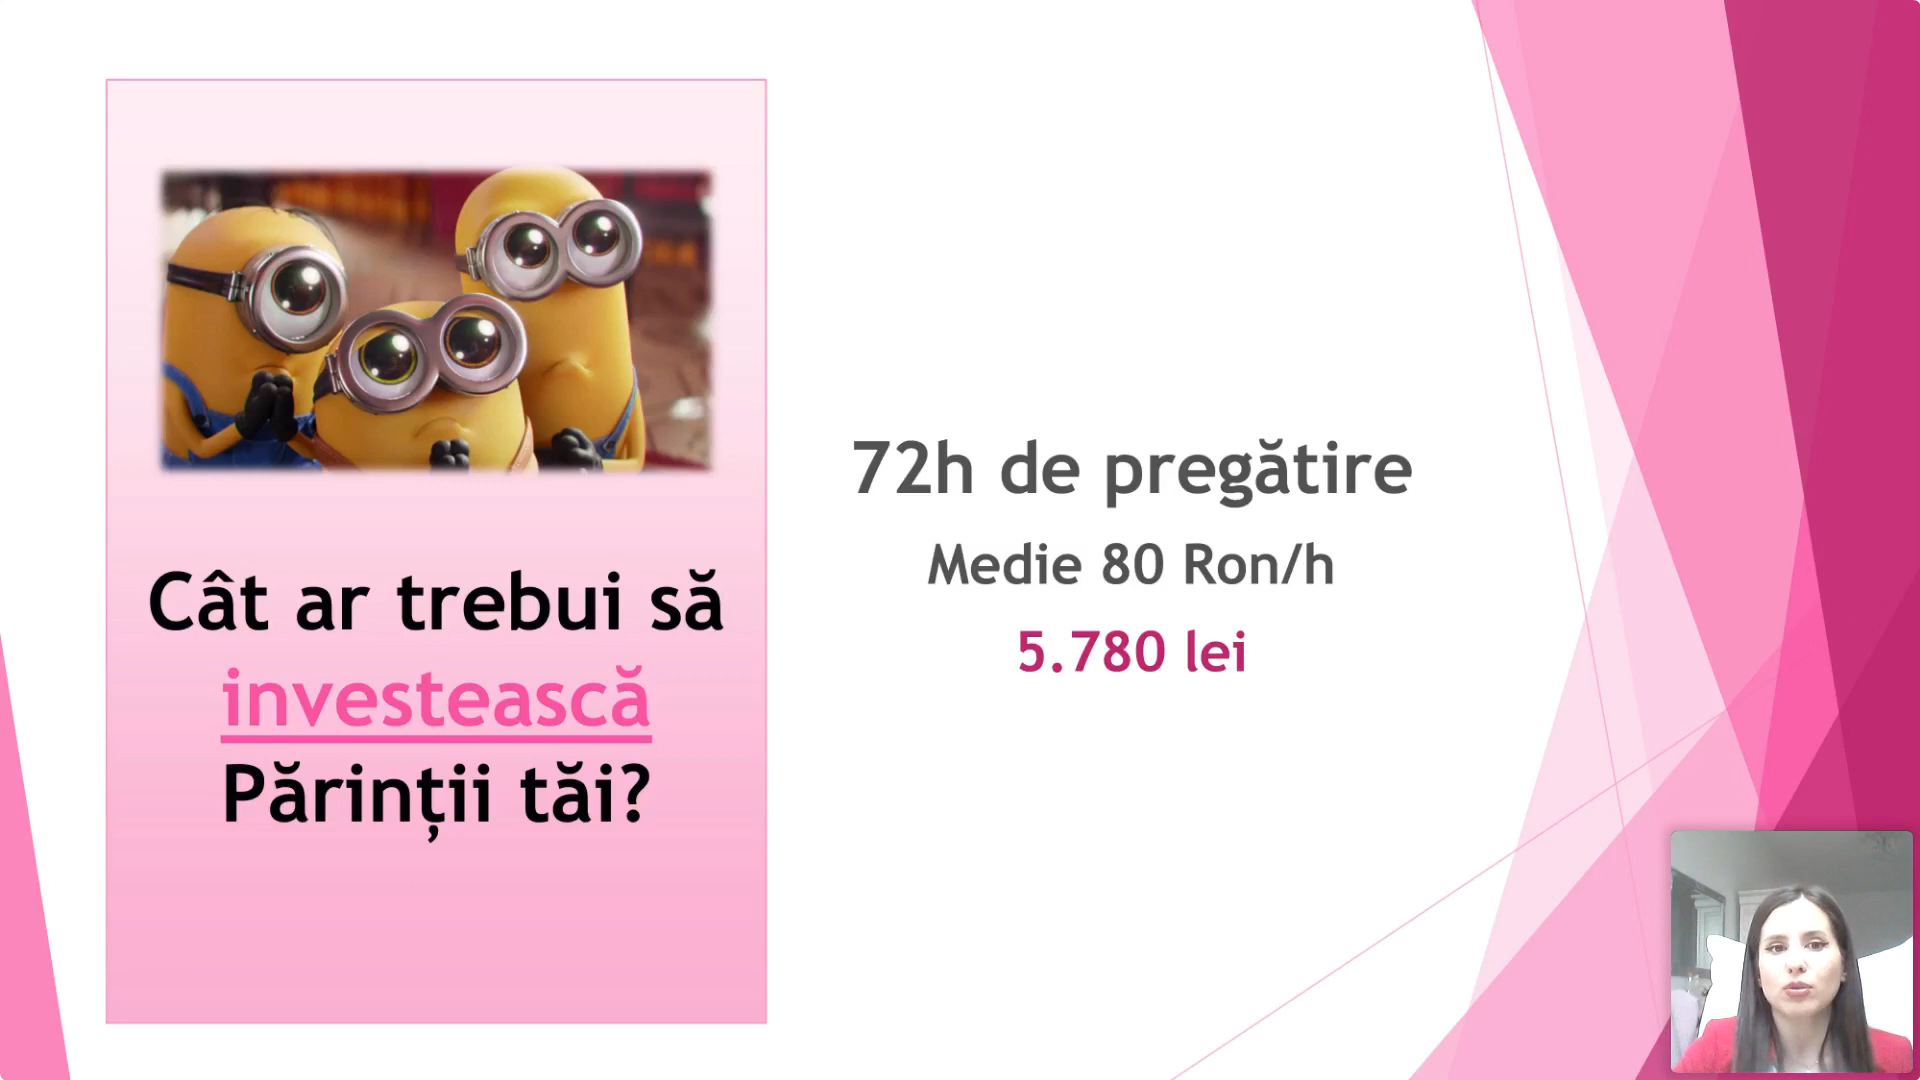 Cât ar trebui să
investească
Părinții tăi?
72h de pregătire
Medie 80 Ron/h
5.780 lei